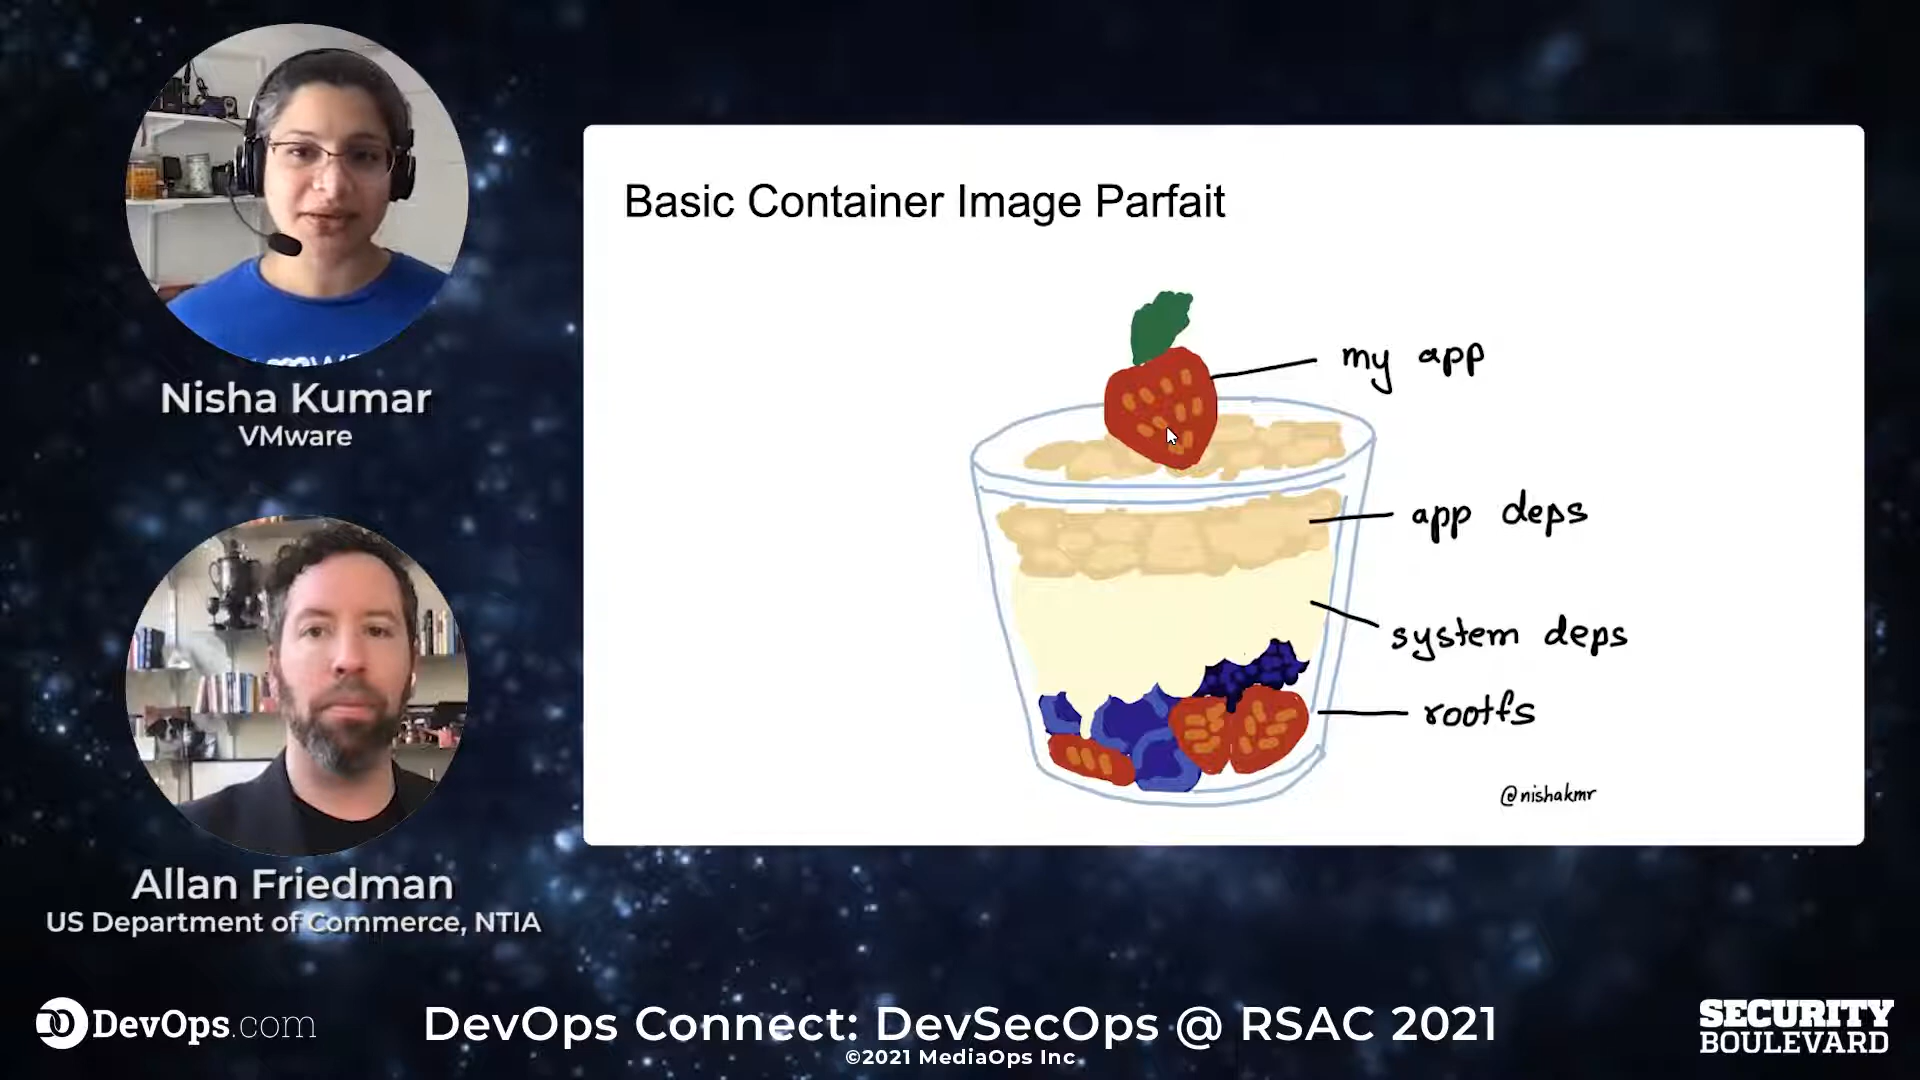 Nisha Kumar
VMware
Allan Friedman
US Department of Commerce, NTIA
Basic Container Image Parfait
my app
app deps
system deps
rootfs
@nishakmr
DevOps.com
DevOps Connect: DevSecOps @ RSAC 2021
©2021 MediaOps Inc
SECURITY
BOULEVARD